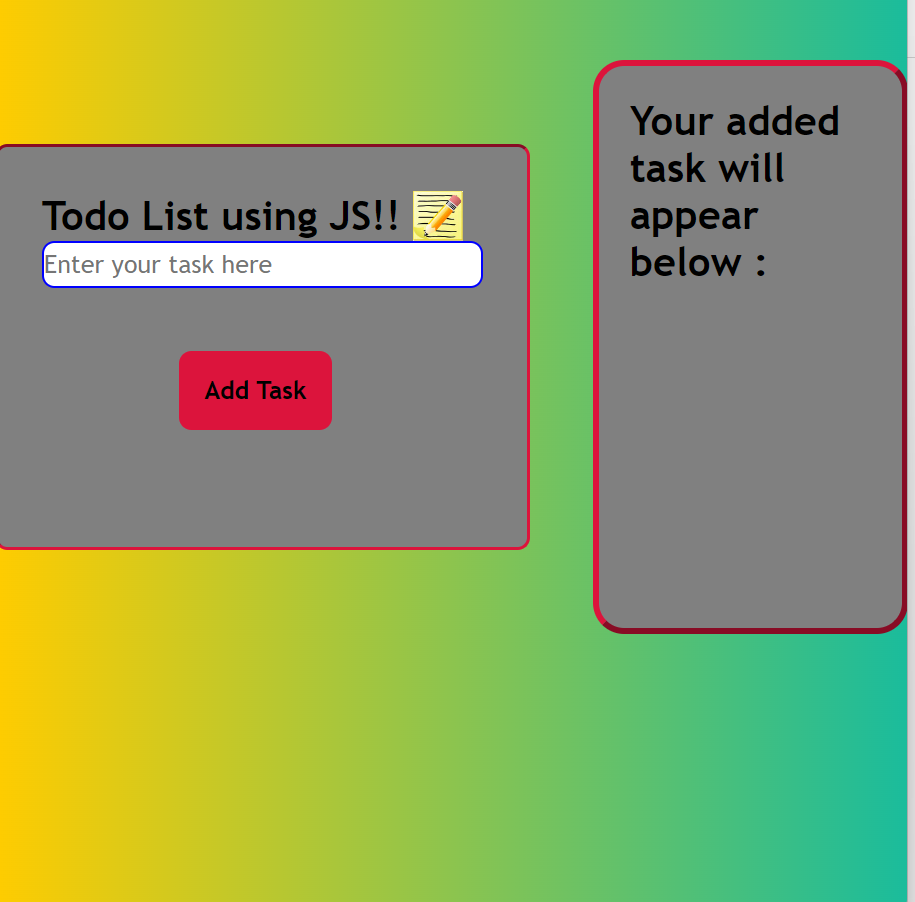 Todo List using JS!!
Enter your task here
Add Task
Your added
task will
appear
below :